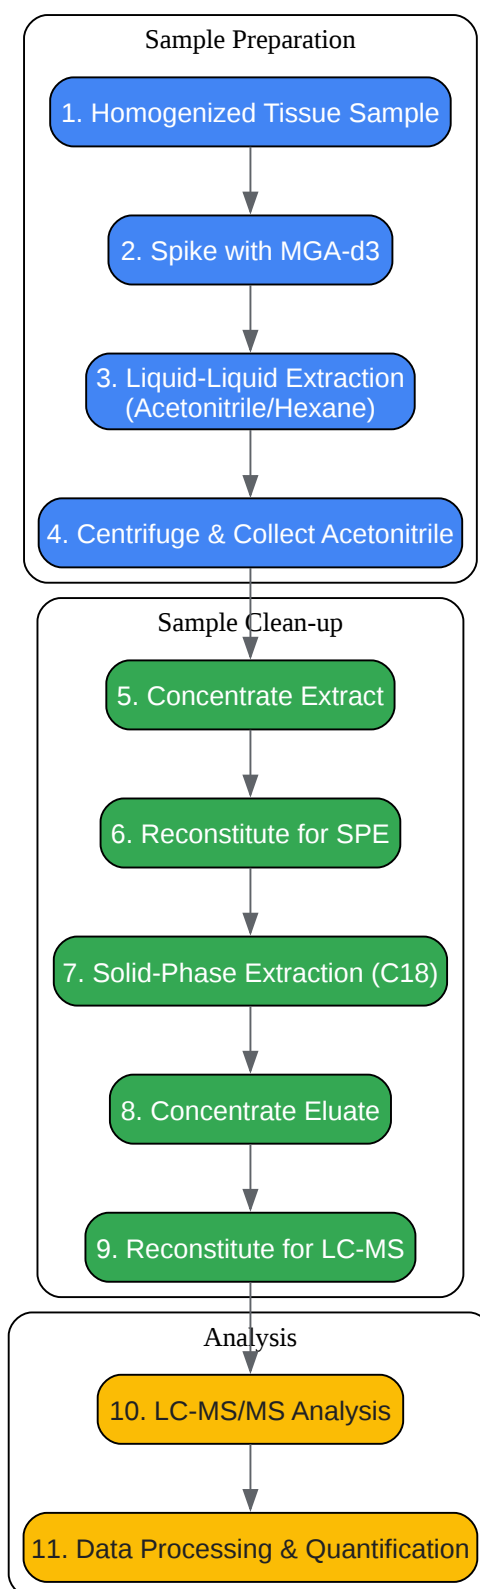 Sample Preparation
1. Homogenized Tissue Sample
2. Spike with MGA-d3
3. Liquid-Liquid Extraction
(Acetonitrile/Hexane)
4. Centrifuge & Collect Acetonitrile
Sample Clean-up
5. Concentrate Extract
6. Reconstitute for SPE
7. Solid-Phase Extraction (C18)
8. Concentrate Eluate
9. Reconstitute for LC-MS
Analysis
10. LC-MS/MS Analysis
11. Data Processing & Quantification